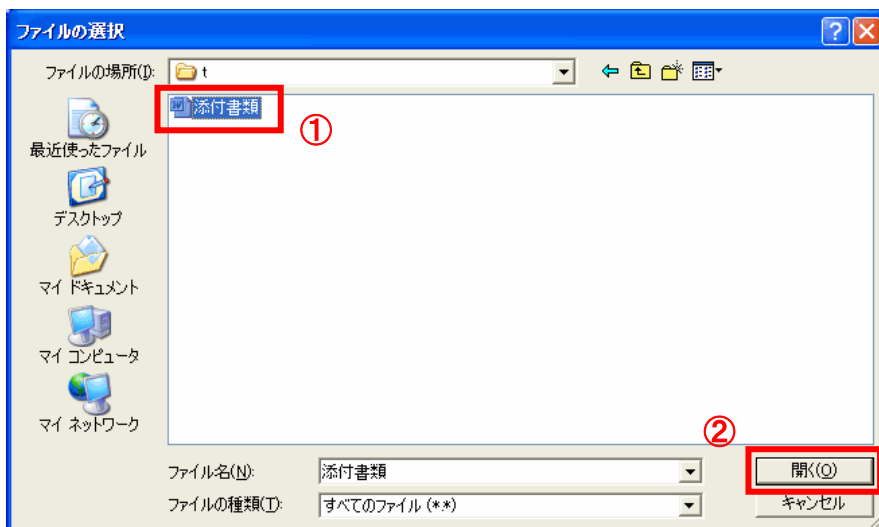 ファイルの選択
ファイルの場所(I):
t
添付書類
①
最近使ったファイル
デスクトップ
マイ ドキュメント
マイ コンピュータ
マイ ネットワーク
②
ファイル名(N):
添付書類
開く(O)
ファイルの種類(T):
すべてのファイル (*.*)
キャンセル